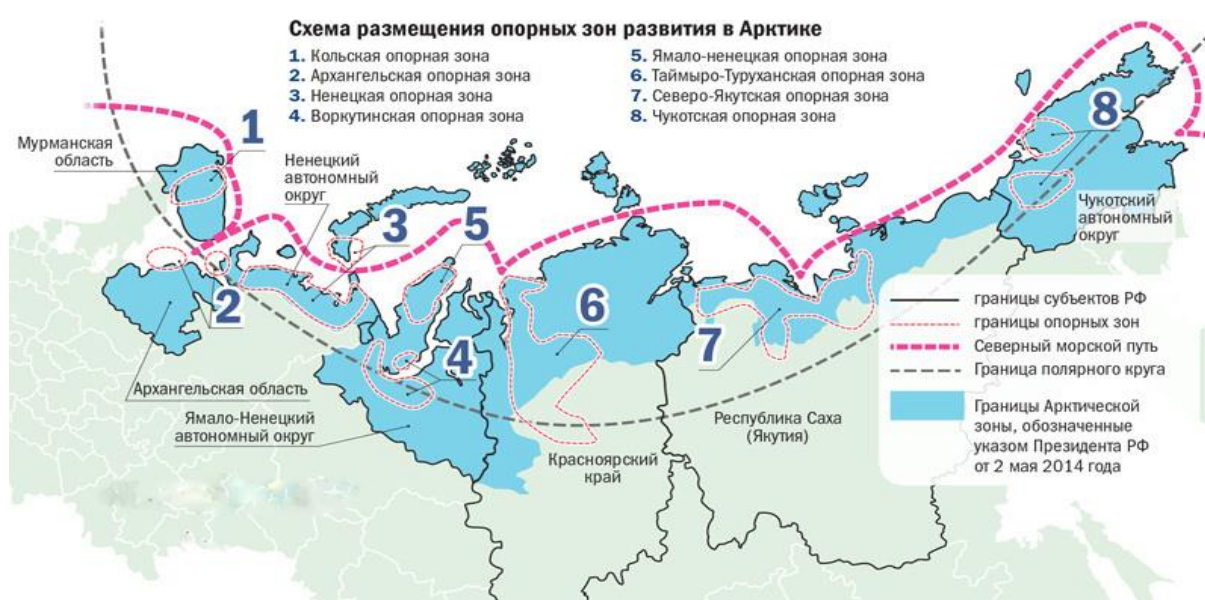 Схема размещения опорных зон развития в Арктике
1. Кольская опорная зона
2. Архангельская опорная зона
3. Ненецкая опорная зона
4. Воркутинская опорная зона
5. Ямало-ненецкая опорная зона
6. Таймыро-Туруханская опорная зона
7. Северо-Якутская опорная зона
8. Чукотская опорная зона
Мурманская
область
1
Ненецкий
автономный
округ
2
3
4
5
6
7
8
Чукотский
автономный
округ
Архангельская область
Ямало-Ненецкий
автономный округ
Красноярский
край
Республика Саха
(Якутия)
границы субъектов РФ
границы опорных зон
Северный морской путь
Граница полярного круга
Границы Арктической
зоны, обозначенные
указом Президента РФ
от 2 мая 2014 года